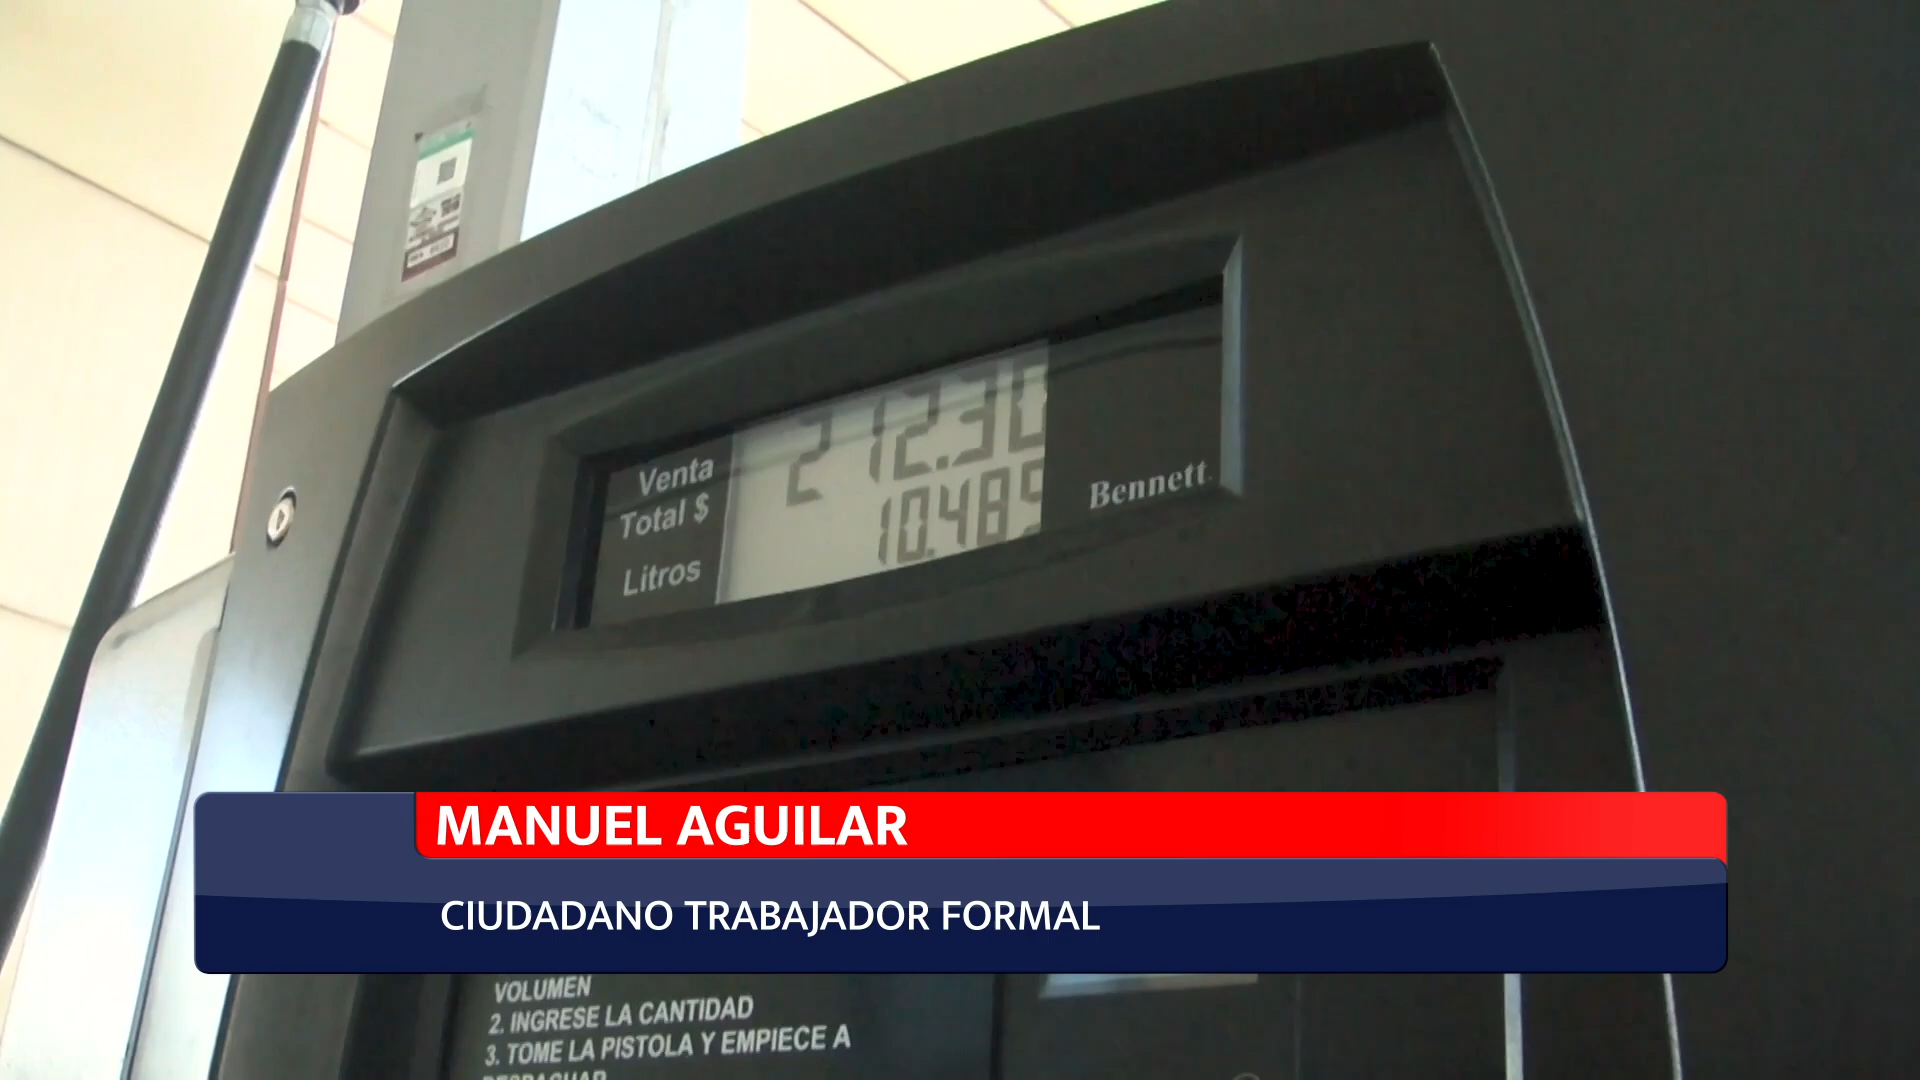 212.30
Venta
Total $
10.489
Litros
Bennett
MANUEL AGUILAR
CIUDADANO TRABAJADOR FORMAL
VOLUMEN
2. INGRESE LA CANTIDAD
3. TOME LA PISTOLA Y EMPIECE A